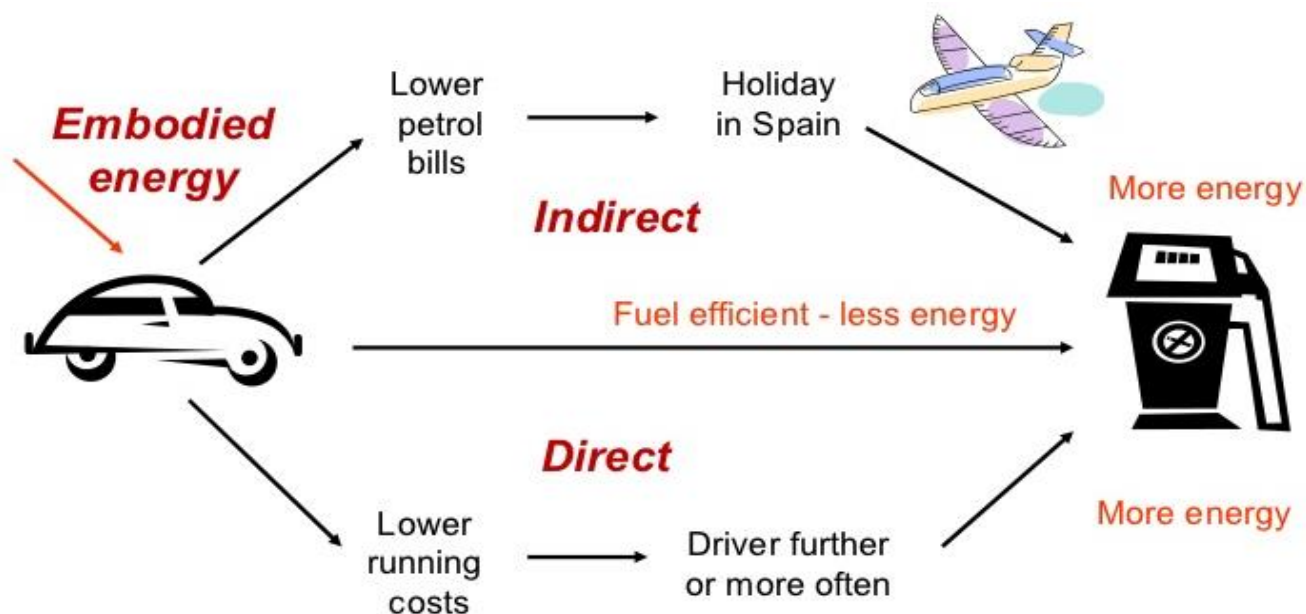 Embodied
energy
Lower
petrol
bills
Holiday
in Spain
More energy
Indirect
Fuel efficient - less energy
Direct
Lower
running
costs
Driver further
or more often
More energy